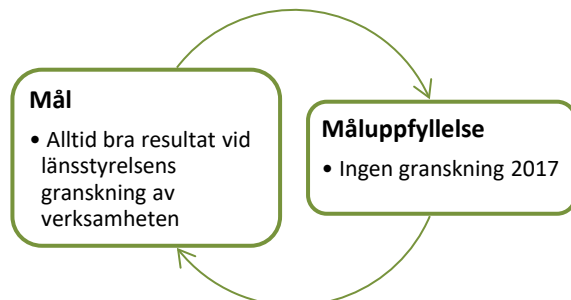 Mål
• Alltid bra resultat vid
länsstyrelsens
granskning av
verksamheten
Måluppfyllelse
• Ingen granskning 2017